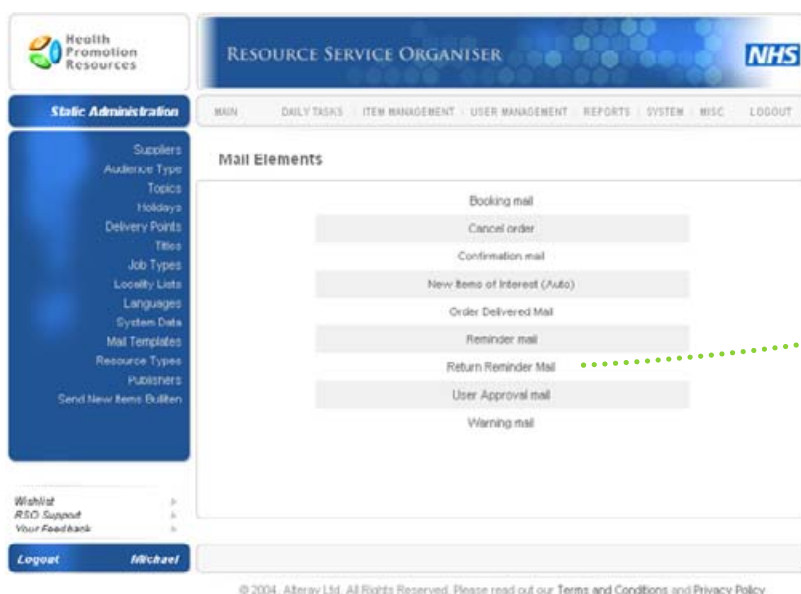 Health
Promotion
Resources
RESOURCE SERVICE ORGANISER
NHS
Static Administration
MAIN DAILY TASKS ITEM MANAGEMENT USER MANAGEMENT REPORTS SYSTEM MISC LOGOUT
Suppliers
Audience Type
Topics
Holidays
Delivery Points
Titles
Job Types
Locality Lists
Languages
System Data
Mail Templates
Resource Types
Publishers
Send New Items Bulliten
Mail Elements
Booking mail
Cancel order
Confirmation mail
New Items of Interest (Auto)
Order Delivered Mail
Reminder mail
Return Reminder Mail
User Approval mail
Warning mail
Wishlist
RSO Support
Your Feedback
Logout Michael
© 2004, Alteray Ltd. All Rights Reserved. Please read out our Terms and Conditions and Privacy Policy